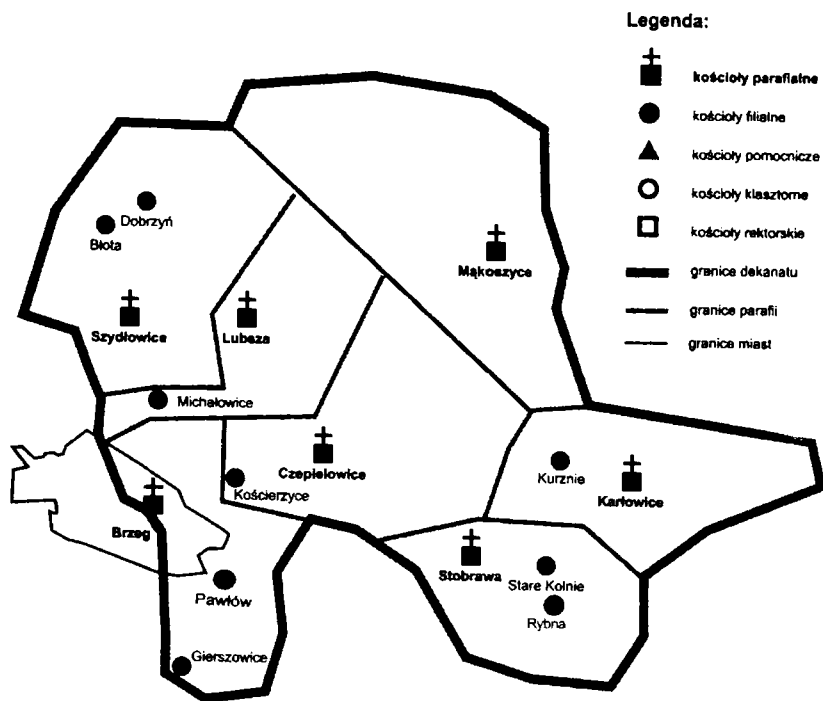 Legenda:
kościoły parafialne
kościoły filialne
kościoły pomocnicze
kościoły klasztorne
kościoły rektorskie
granice dekanatu
granice parafii
granice miast
Dobrzyń
Błota
Mąkoszyce
Szydłowice
Lubsza
Michałowice
Czepielowice
Kościerzyce
Kurznie
Karłowice
Brzeg
Stobrawa
Stare Kolnie
Pawłów
Rybna
Gierszowice